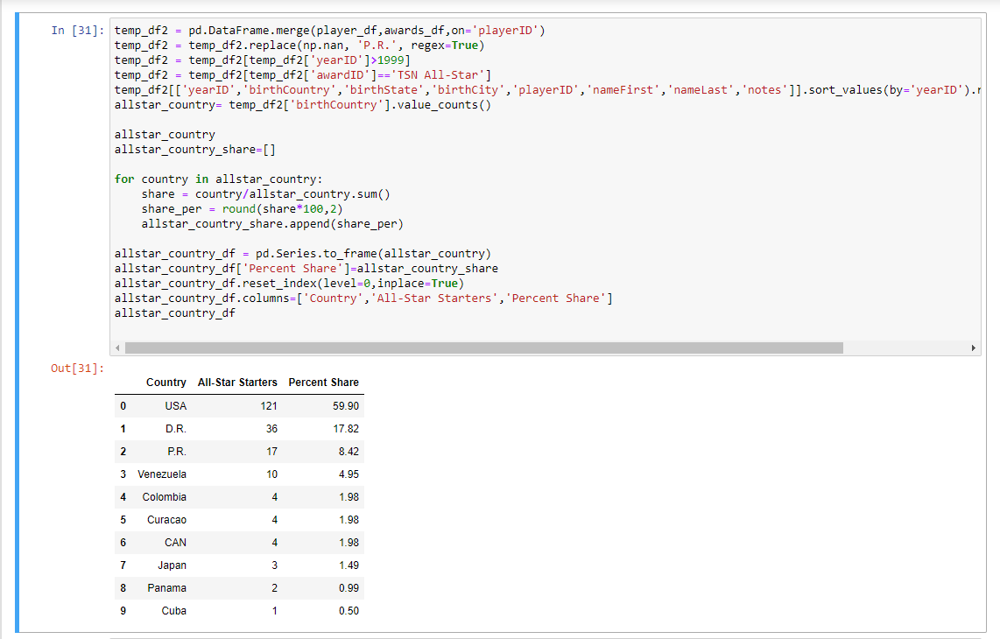 In [31]: temp_df2 = pd.DataFrame.merge(player_df,awards_df,on='playerID')
temp_df2 = temp_df2.replace(np.nan, 'P.R.', regex=True)
temp_df2 = temp_df2[temp_df2['yearID']>1999]
temp_df2 = temp_df2[temp_df2['awardID']=='TSN All-Star']
temp_df2[['yearID','birthCountry','birthState','birthCity','playerID','nameFirst','nameLast','notes']].sort_values(by='yearID').r
allstar_country= temp_df2['birthCountry'].value_counts()
allstar_country
allstar_country_share=[]
for country in allstar_country:
    share = country/allstar_country.sum()
    share_per = round(share*100,2)
    allstar_country_share.append(share_per)
allstar_country_df = pd.Series.to_frame(allstar_country)
allstar_country_df['Percent Share']=allstar_country_share
allstar_country_df.reset_index(level=0,inplace=True)
allstar_country_df.columns=['Country','All-Star Starters','Percent Share']
allstar_country_df
Out[31]:
Country All-Star Starters Percent Share
0 USA 121 59.90
1 D.R. 36 17.82
2 P.R. 17 8.42
3 Venezuela 10 4.95
4 Colombia 4 1.98
5 Curacao 4 1.98
6 CAN 4 1.98
7 Japan 3 1.49
8 Panama 2 0.99
9 Cuba 1 0.50